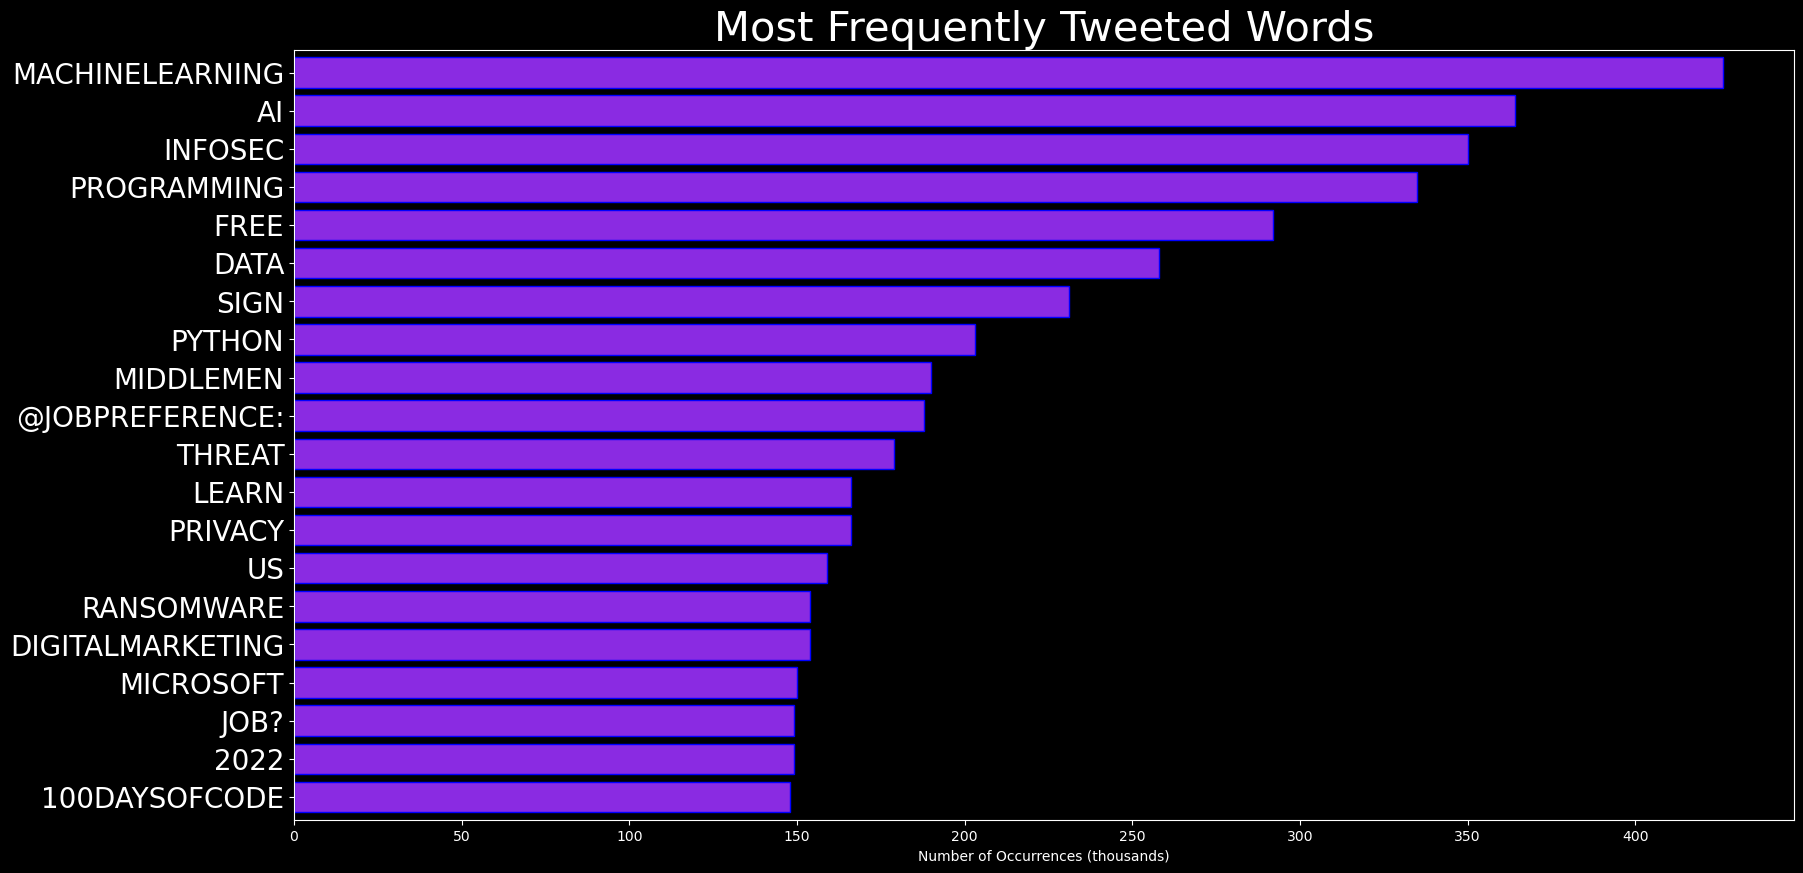 Most Frequently Tweeted Words
MACHINELEARNING
AI
INFOSEC
PROGRAMMING
FREE
DATA
SIGN
PYTHON
MIDDLEMEN
@JOBPREFERENCE:
THREAT
LEARN
PRIVACY
US
RANSOMWARE
DIGITALMARKETING
MICROSOFT
JOB?
2022
100DAYSOFCODE
0 50 100 150 200 250 300 350 400
Number of Occurrences (thousands)